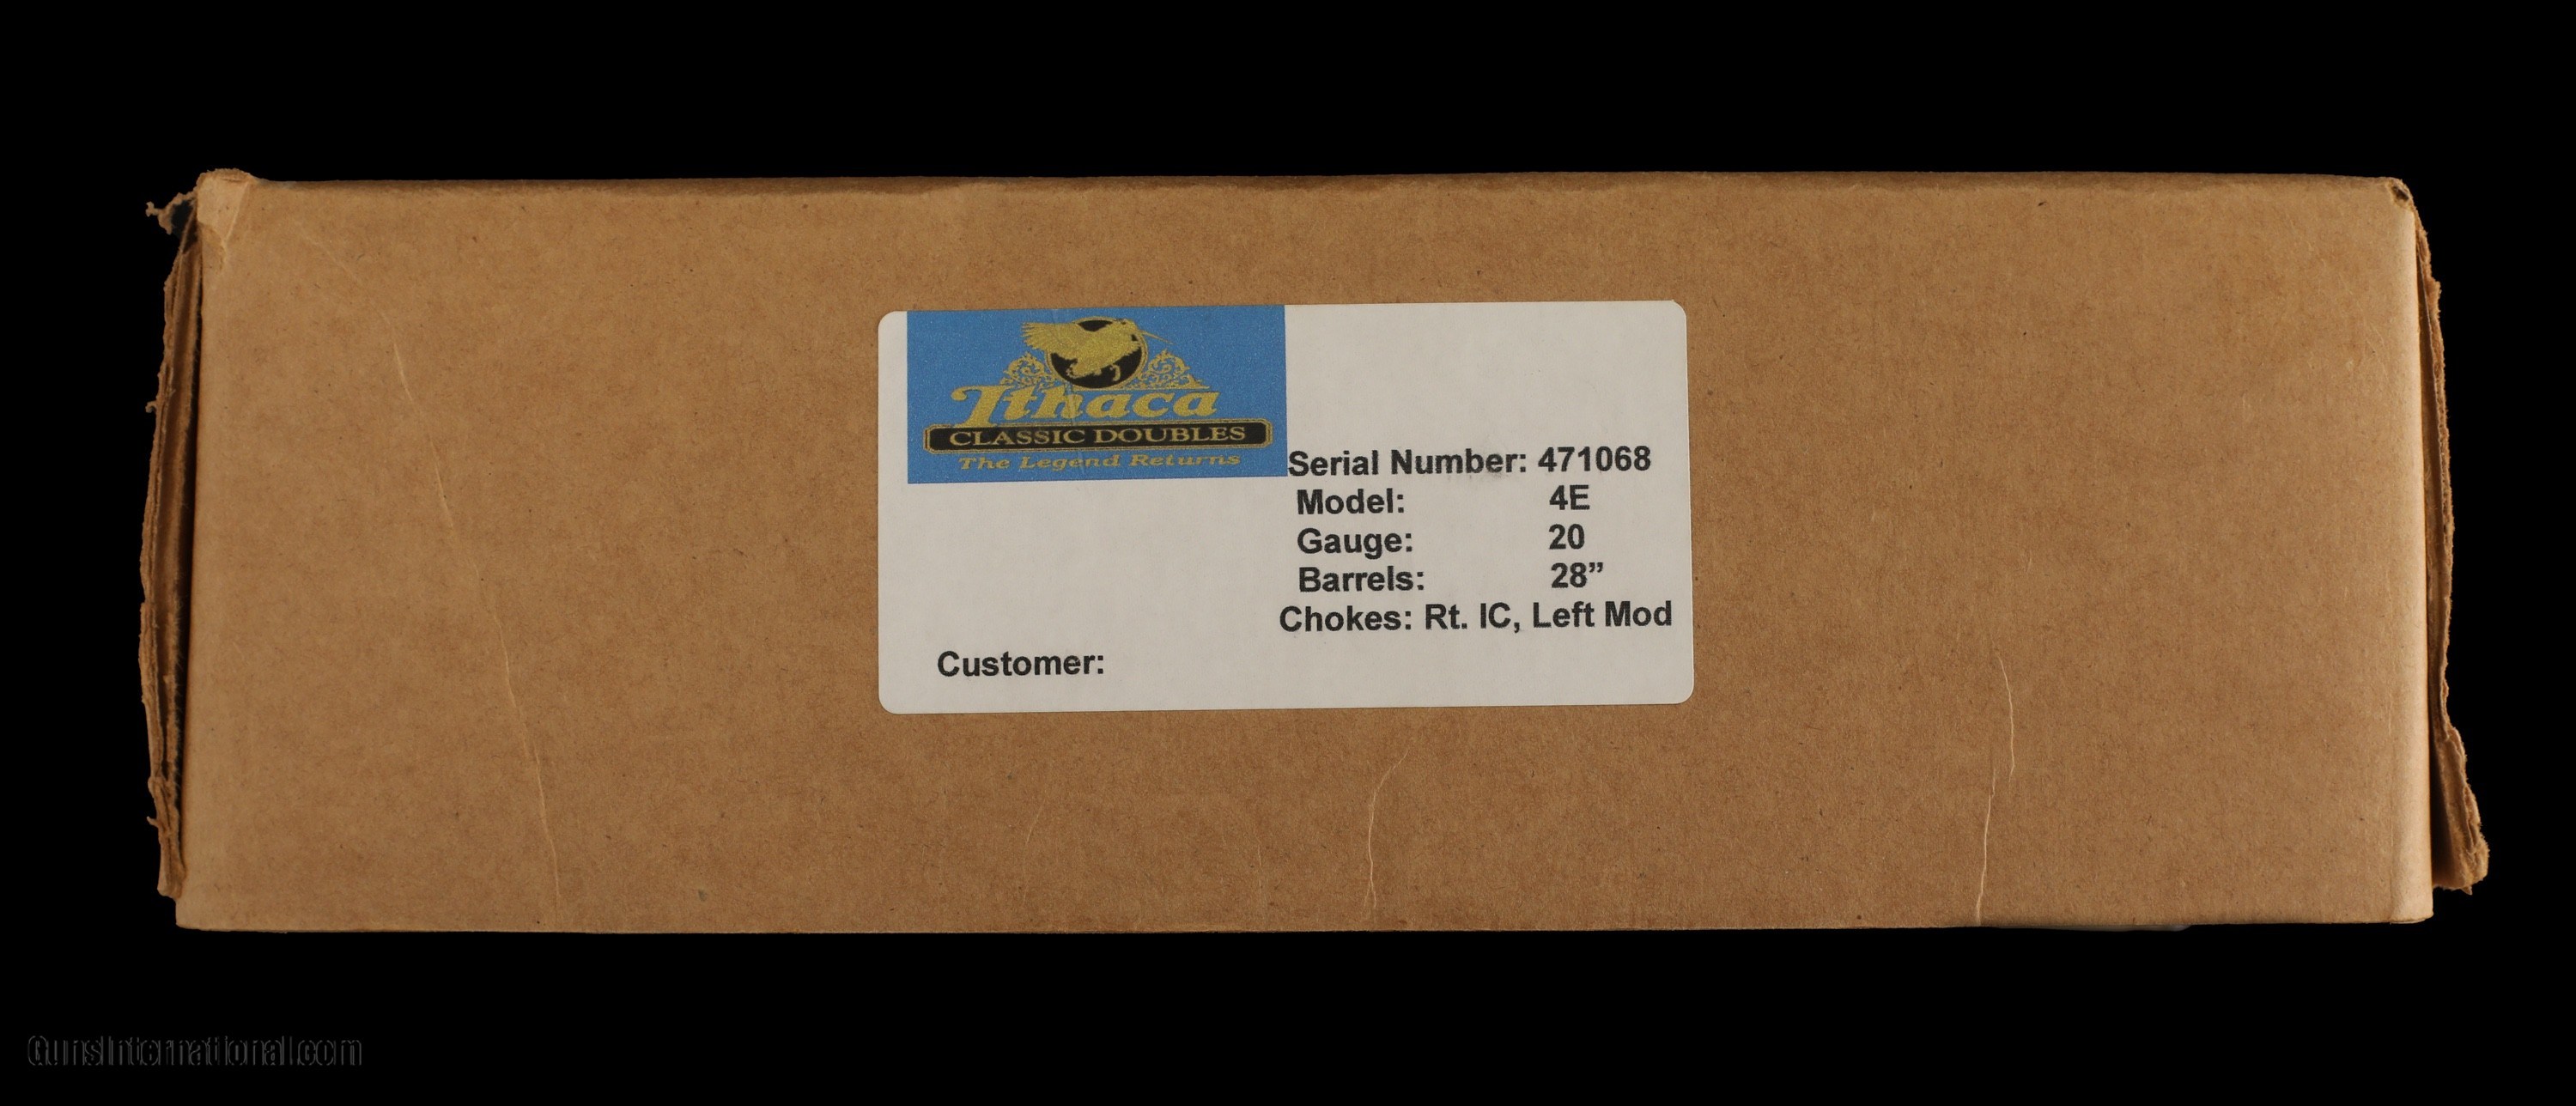 Ithaca
CLASSIC DOUBLES
The Legend Returns
Serial Number: 471068
Model: 4E
Gauge: 20
Barrels: 28”
Chokes: Rt. IC, Left Mod
Customer:
GunsInternational.com